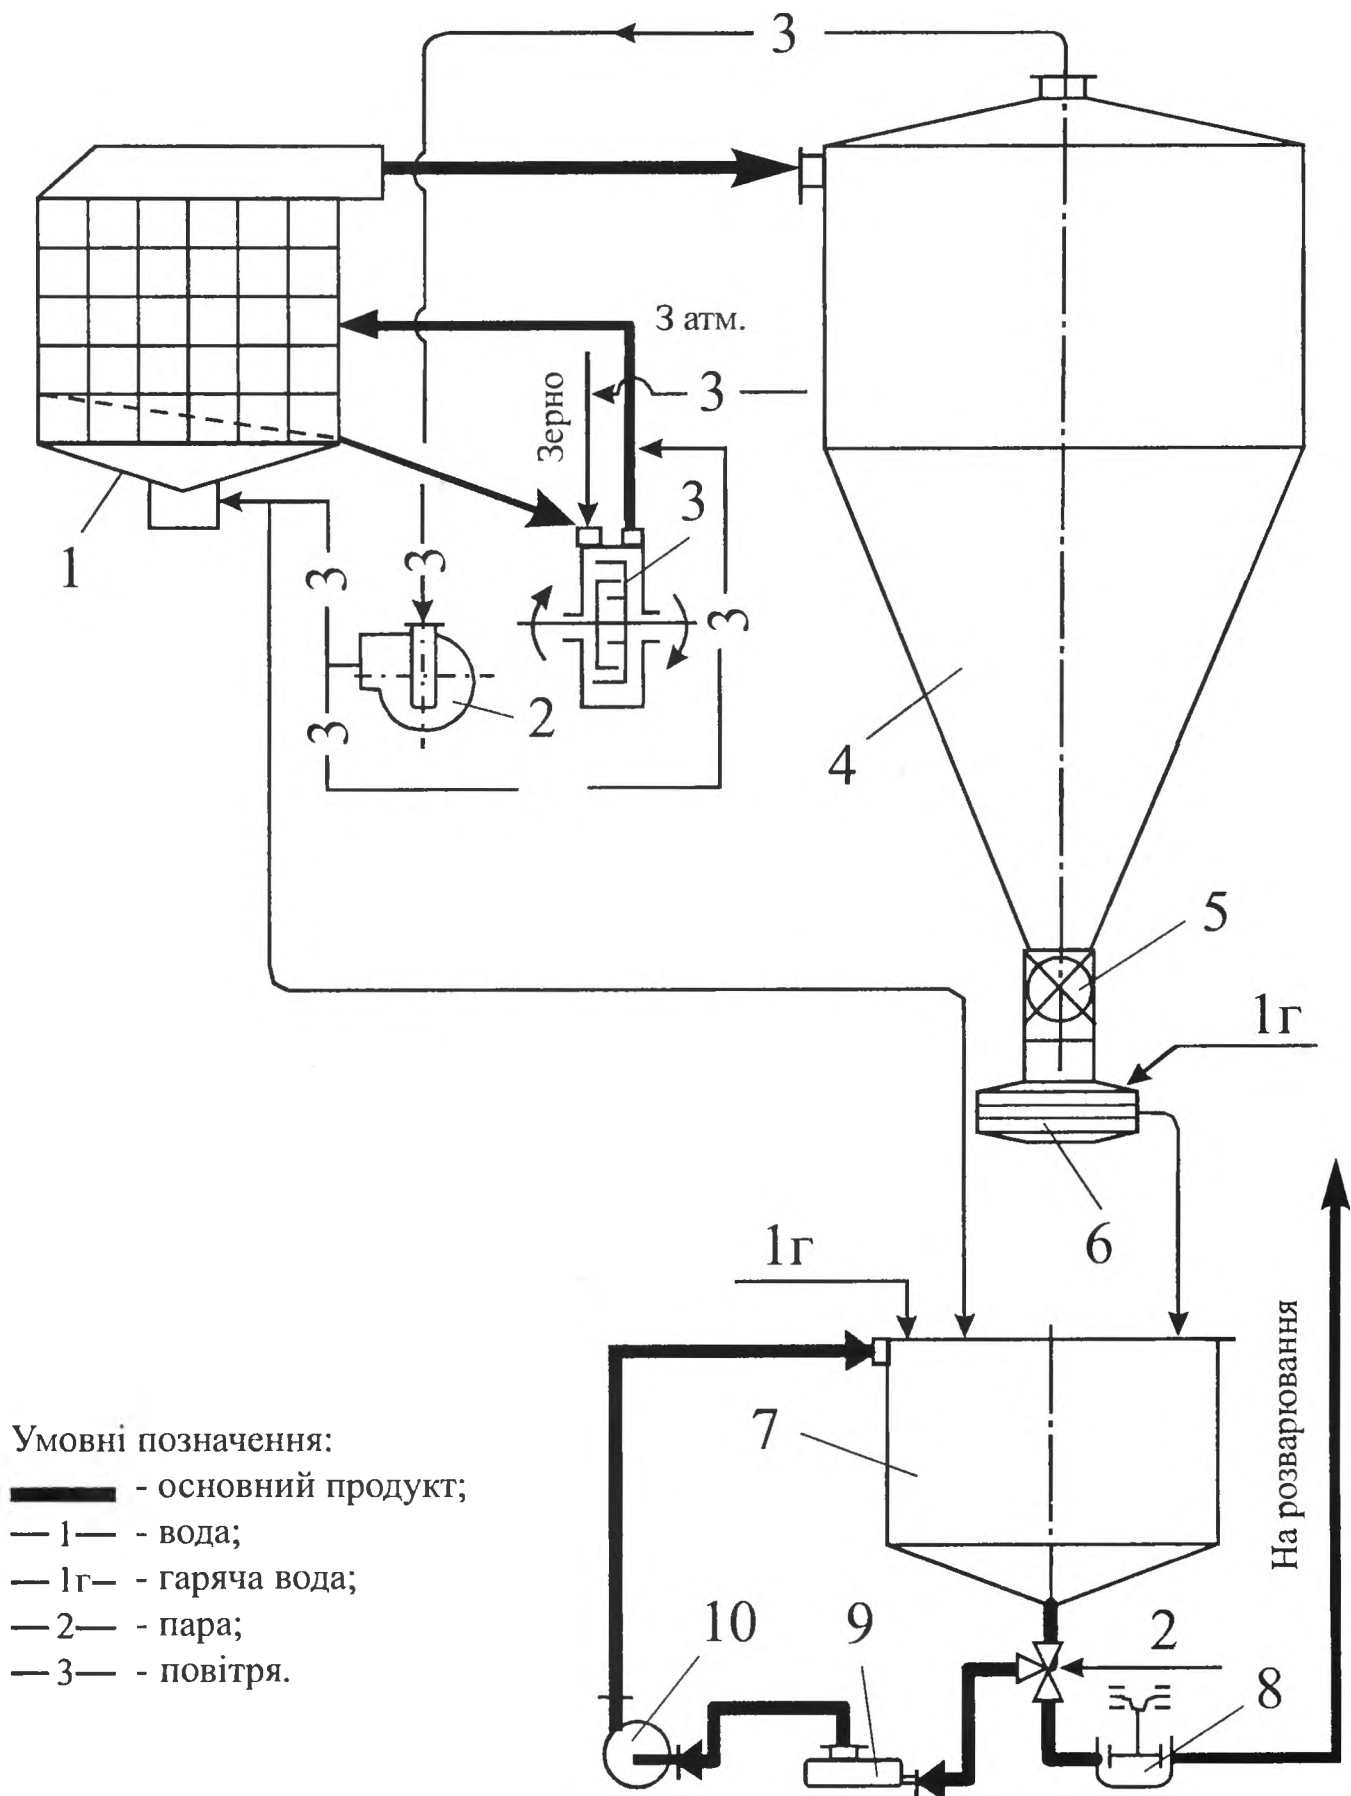 3
3 атм.
Зерно
3
3
1
3
3
3
3
2
4
5
1г
6
1г
7
На розварювання
Умовні позначення:
- основний продукт;
—1— - вода;
—1г— - гаряча вода;
—2— - пара;
—3— - повітря.
10
9
2
8